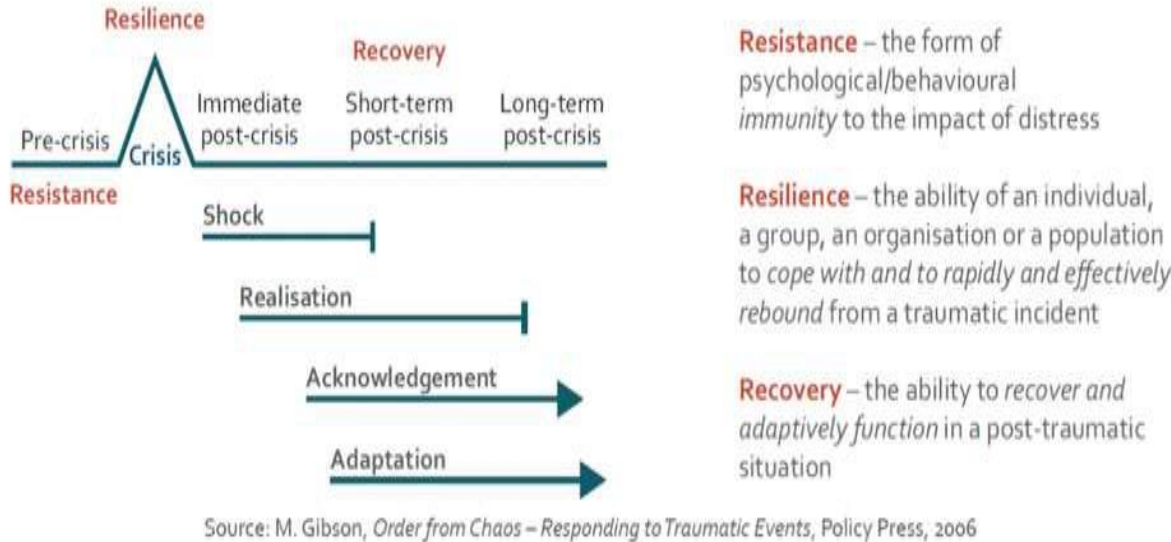 Resilience
Recovery
Immediate
post-crisis
Short-term
post-crisis
Long-term
post-crisis
Pre-crisis
Crisis
Resistance
Shock
Realisation
Acknowledgement
Adaptation
Resistance – the form of
psychological/behavioural
immunity to the impact of distress
Resilience – the ability of an individual,
a group, an organisation or a population
to cope with and to rapidly and effectively
rebound from a traumatic incident
Recovery – the ability to recover and
adaptively function in a post-traumatic
situation
Source: M. Gibson, Order from Chaos – Responding to Traumatic Events, Policy Press, 2006